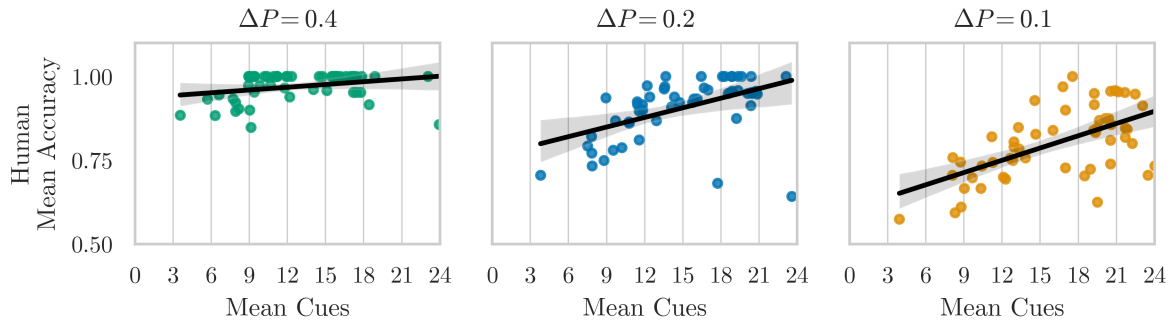 ΔP = 0.4
ΔP = 0.2
ΔP = 0.1
Human
Mean Accuracy
1.00
0.75
0.50
0 3 6 9 12 15 18 21 24
0 3 6 9 12 15 18 21 24
0 3 6 9 12 15 18 21 24
Mean Cues
Mean Cues
Mean Cues